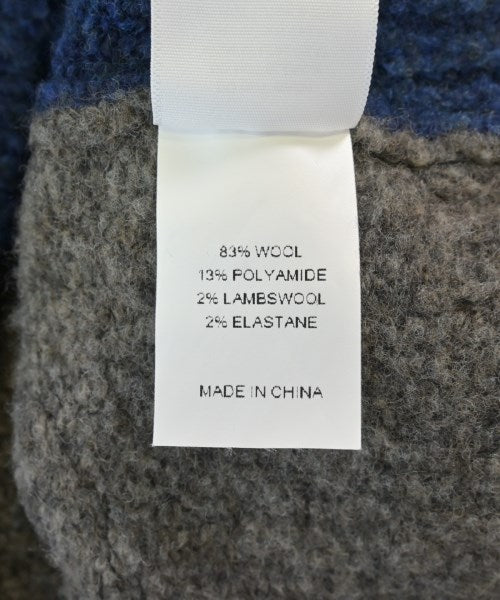 83% WOOL
13% POLYAMIDE
2% LAMBSWOOL
2% ELASTANE
MADE IN CHINA